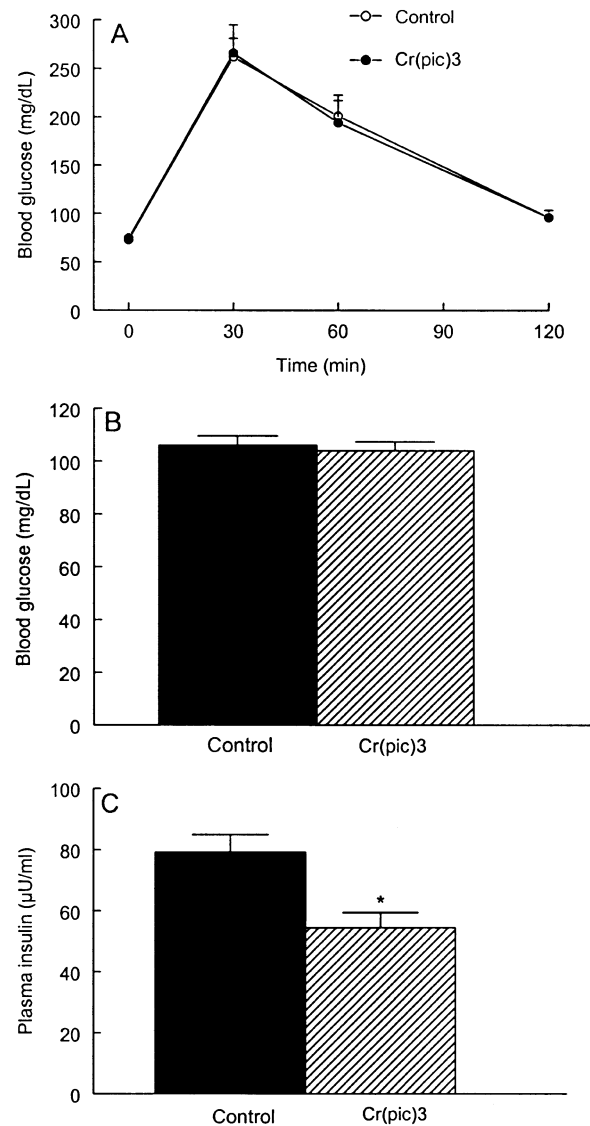 A
Control
Cr(pic)3
300
250
200
150
100
50
0
Blood glucose (mg/dL)
0 30 60 90 120
Time (min)
B
120
100
80
60
40
20
0
Blood glucose (mg/dL)
Control Cr(pic)3
C
100
80
60
40
20
0
Plasma insulin (μU/ml)
*
Control Cr(pic)3